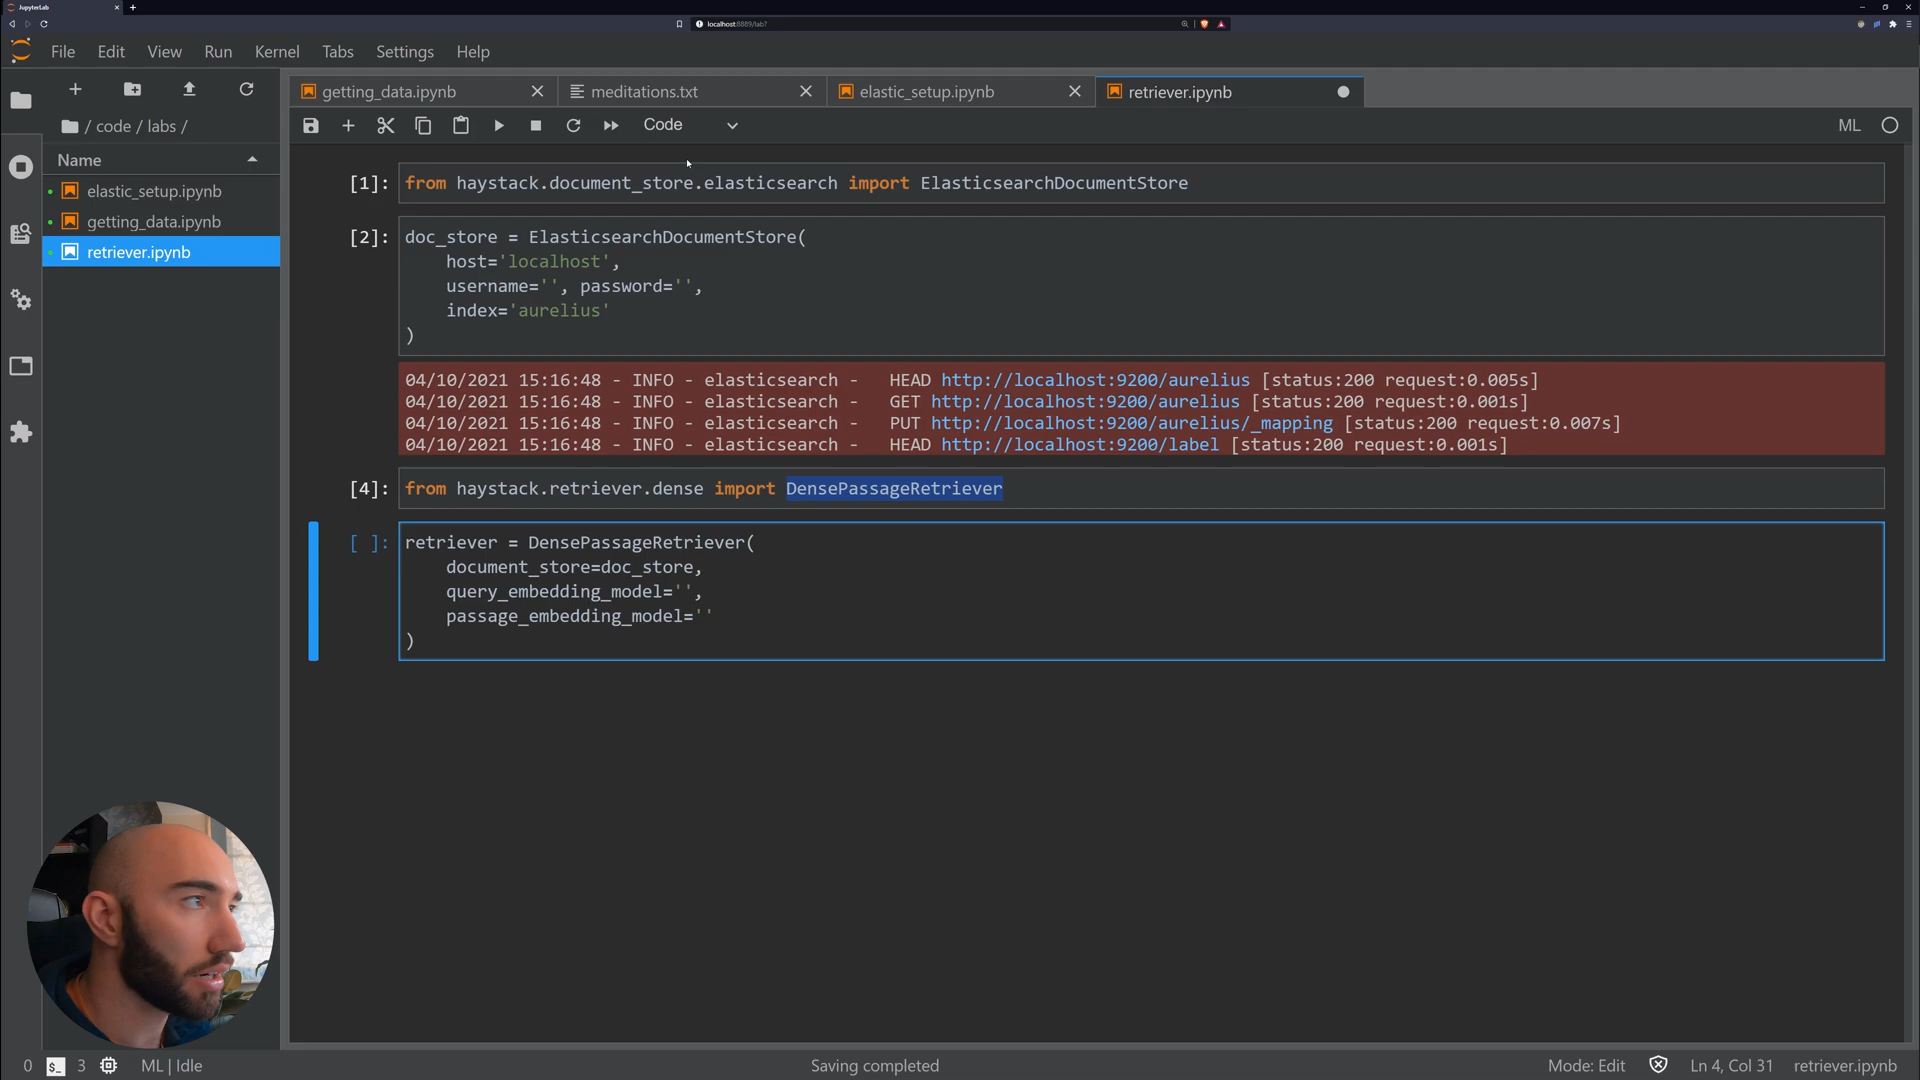 JupyterLab
localhost:8889/lab?
File Edit View Run Kernel Tabs Settings Help
/ code / labs /
Name
elastic_setup.ipynb
getting_data.ipynb
retriever.ipynb
getting_data.ipynb meditations.txt elastic_setup.ipynb retriever.ipynb
Code ML
[1]: from haystack.document_store.elasticsearch import ElasticsearchDocumentStore
[2]: doc_store = ElasticsearchDocumentStore(
host='localhost',
username='', password='',
index='aurelius'
)
04/10/2021 15:16:48 - INFO - elasticsearch - HEAD http://localhost:9200/aurelius [status:200 request:0.005s]
04/10/2021 15:16:48 - INFO - elasticsearch - GET http://localhost:9200/aurelius [status:200 request:0.001s]
04/10/2021 15:16:48 - INFO - elasticsearch - PUT http://localhost:9200/aurelius/_mapping [status:200 request:0.007s]
04/10/2021 15:16:48 - INFO - elasticsearch - HEAD http://localhost:9200/label [status:200 request:0.001s]
[4]: from haystack.retriever.dense import DensePassageRetriever
[ ]: retriever = DensePassageRetriever(
document_store=doc_store,
query_embedding_model='',
passage_embedding_model=''
)
0 $_ 3 ML | Idle Saving completed Mode: Edit Ln 4, Col 31 retriever.ipynb